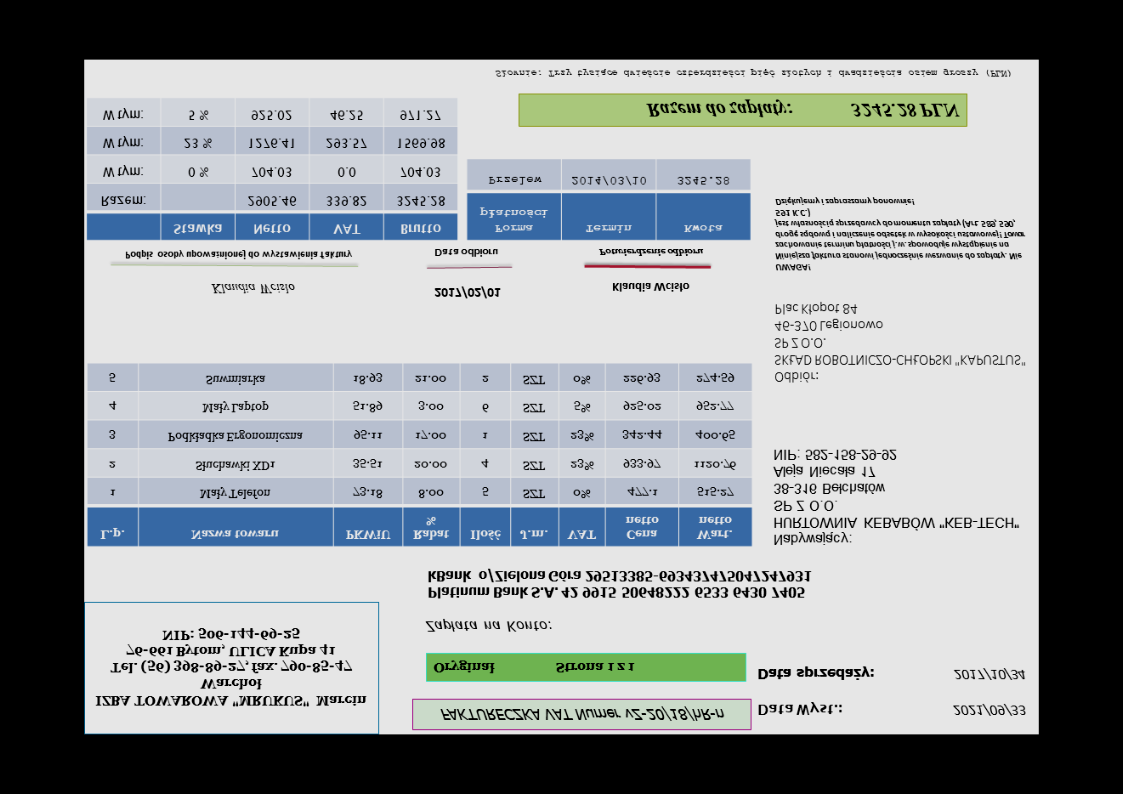 IZBA TOWAROWA "MRUKUS" Marcin
Warchoł
Tel. (56) 398-89-27, fax. 790-85-47
76-661 Bytom, ULICA Kupa 41
NIP: 506-144-69-25
FAKTURECZKA VAT Numer vZ-20/18/hR-n
Oryginał Strona 1 z 1
Data Wyst.: 2021/09/33
Data sprzedaży: 2017/10/34
Zapłata na Konto:
Platinum Bank S.A. 42 9915 50648222 6533 6430 7405
kBank o/Zielona Góra 29513385-69343747504724793​1
Nabywający:
HURTOWNIA KEBABÓW "KEB-TECH"
SP Z O.O.
38-316 Bełchatów
Aleja Niecała 17
NIP: 582-158-29-92
L.p. Nazwa towaru PKWiU Rabat % Ilość J.m. VAT Cena netto Wart. netto
1 Mały Telefon 73.18 8.00 5 SZT 0% 477.1 515.27
2 Słuchawki XD1 35.51 20.00 4 SZT 23% 933.97 1120.76
3 Podkładka Ergonomiczna 95.11 17.00 1 SZT 23% 342.44 400.65
4 Mały Laptop 51.89 3.00 6 SZT 5% 925.02 952.77
5 Suwmiarka 18.93 21.00 2 SZT 0% 226.93 274.59
Odbiór:
SKŁAD ROBOTNICZO-CHŁOPSKI "KAPUSTUS"
SP Z O.O.
46-370 Legionowo
Plac Kłopot 84
Klaudia Wcisło 2017/02/01 Klaudia Wcisło
Podpis osoby upoważnionej do wystawienia faktury Data odbioru Potwierdzenie odbioru
UWAGA!
Niniejsza faktura stanowi jednocześnie wezwanie do zapłaty. Nie
zachowanie terminu płatności j.w. spowoduje wystąpienie na
drogę sądową i naliczenie odsetek w wysokości ustawowej! Towar
jest własnością sprzedawcy do momentu zapłaty (Art. 589, 590,
591 K.C.)
Dziękujemy i zapraszamy ponownie!
Stawka Netto VAT Brutto
Razem: 2905.46 339.82 3245.28
W tym: 0 % 704.03 0.0 704.03
W tym: 23 % 1276.41 293.57 1569.98
W tym: 5 % 925.02 46.25 971.27
Forma płatności Termin Kwota
Przelew 2014/03/10 3245.28
Razem do zapłaty: 3245.28 PLN
Słownie: Trzy tysiące dwieście czterdzieści pięć złotych i dwadzieścia osiem groszy (PLN)